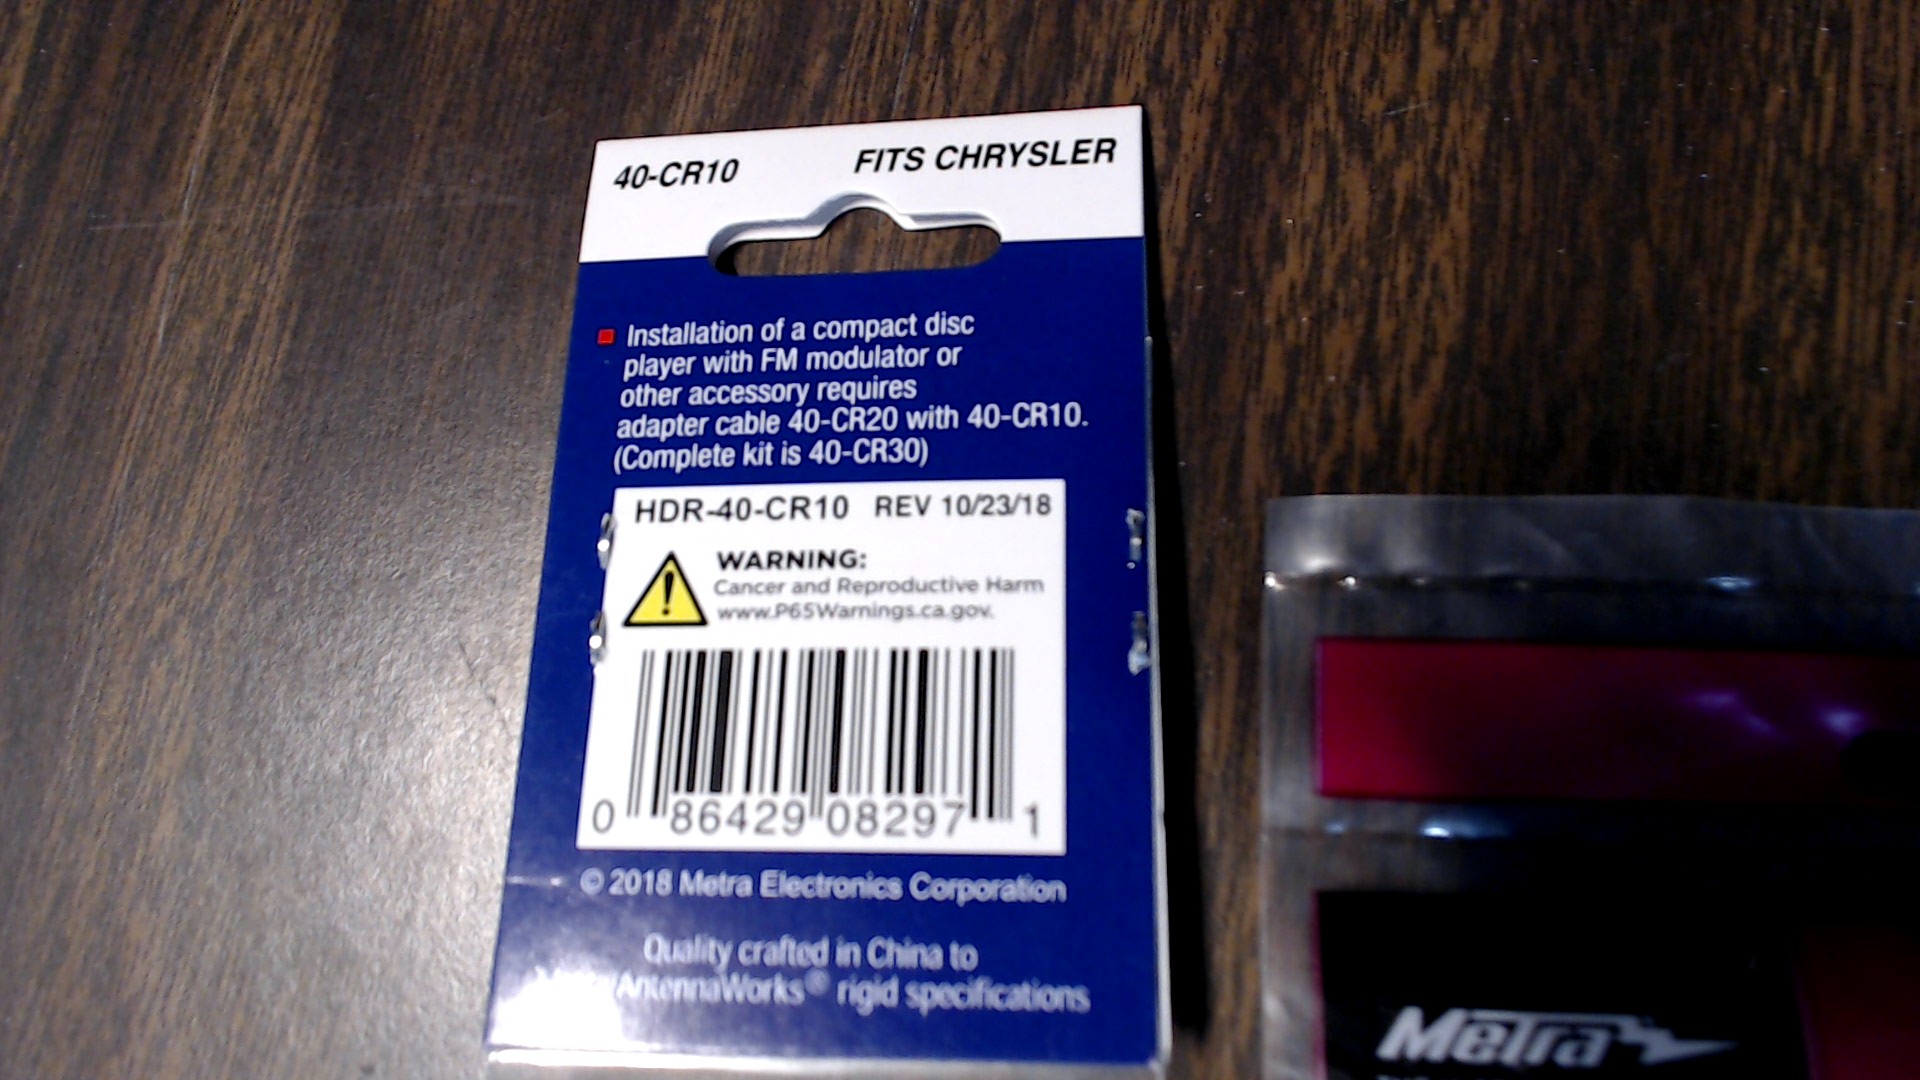 40-CR10 FITS CHRYSLER
Installation of a compact disc
player with FM modulator or
other accessory requires
adapter cable 40-CR20 with 40-CR10.
(Complete kit is 40-CR30)
HDR-40-CR10 REV 10/23/18
WARNING:
Cancer and Reproductive Harm
www.P65Warnings.ca.gov.
0 86429 08297 1
© 2018 Metra Electronics Corporation
Quality crafted in China to
AntennaWorks® rigid specifications
Metra